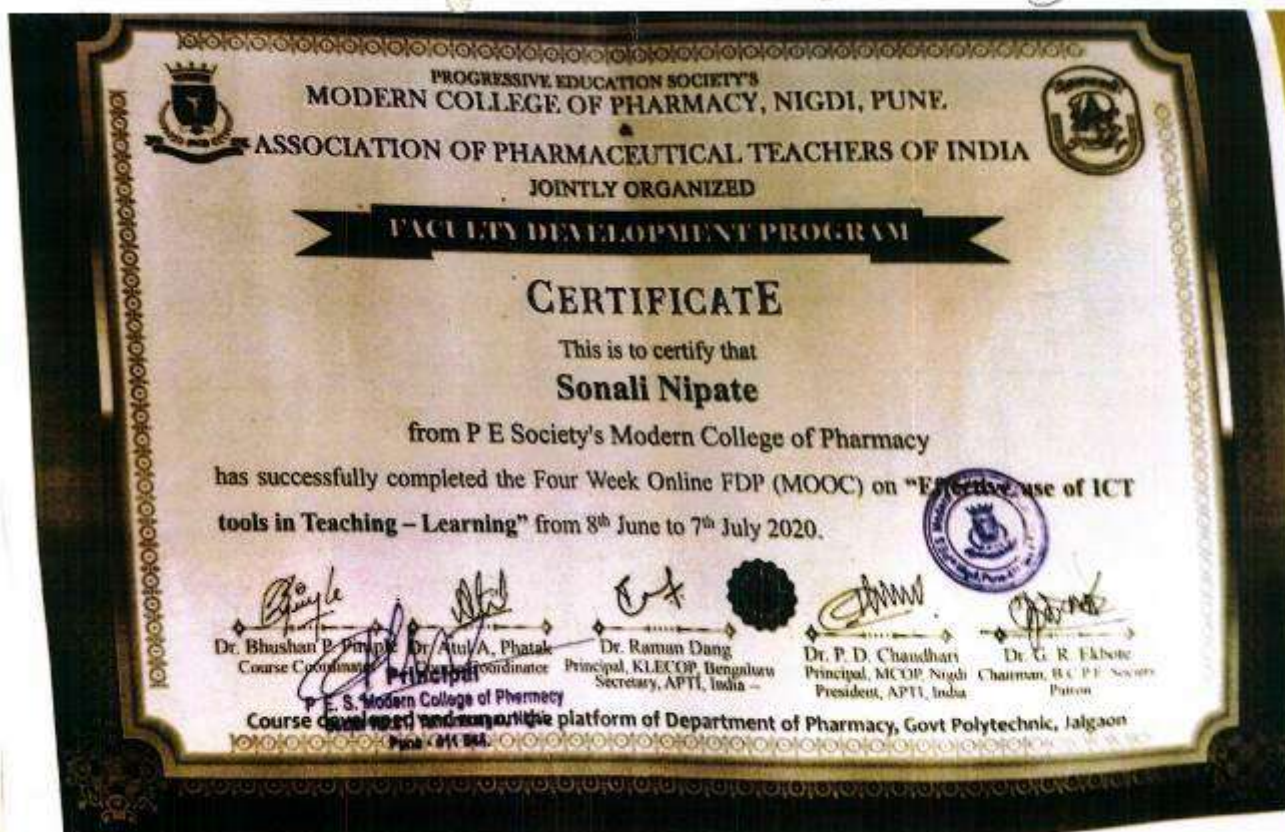 PROGRESSIVE EDUCATION SOCIETY'S
MODERN COLLEGE OF PHARMACY, NIGDI, PUNE.
&
ASSOCIATION OF PHARMACEUTICAL TEACHERS OF INDIA
JOINTLY ORGANIZED
FACULTY DEVELOPMENT PROGRAM
CERTIFICATE
This is to certify that
Sonali Nipate
from P E Society's Modern College of Pharmacy
has successfully completed the Four Week Online FDP (MOOC) on "Effective use of ICT
tools in Teaching – Learning" from 8th June to 7th July 2020.
Dr. Bhushan P. Pimple Dr. Atul A. Phatak Dr. Raman Dang Dr. P. D. Chaudhari Dr. G. R. Ekbote
Course Coordinator Coordinator Principal, KLECOP, Bengaluru Principal, MCOP, Nigdi Chairman, B.C.P.E. Society
Secretary, APTI, India President, APTI, India Patron
Principal
P. E. S. Modern College of Pharmacy
Course developed and run on the platform of Department of Pharmacy, Govt Polytechnic, Jalgaon
Pune - 411 044.